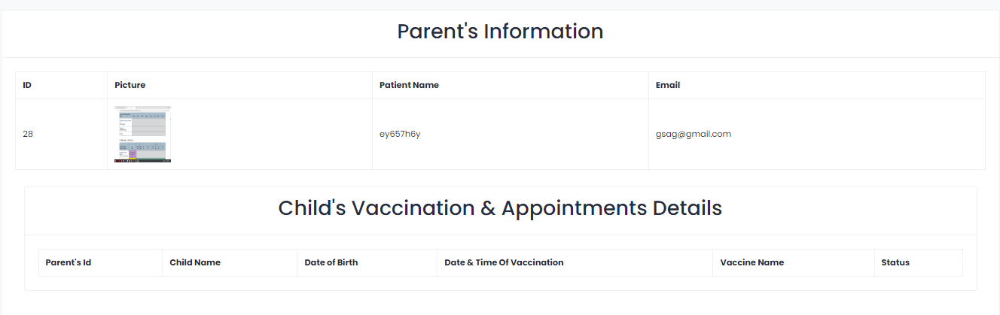 Parent's Information
ID Picture Patient Name Email
28 ey657h6y gsag@gmail.com
Child's Vaccination & Appointments Details
Parent's Id Child Name Date of Birth Date & Time Of Vaccination Vaccine Name Status